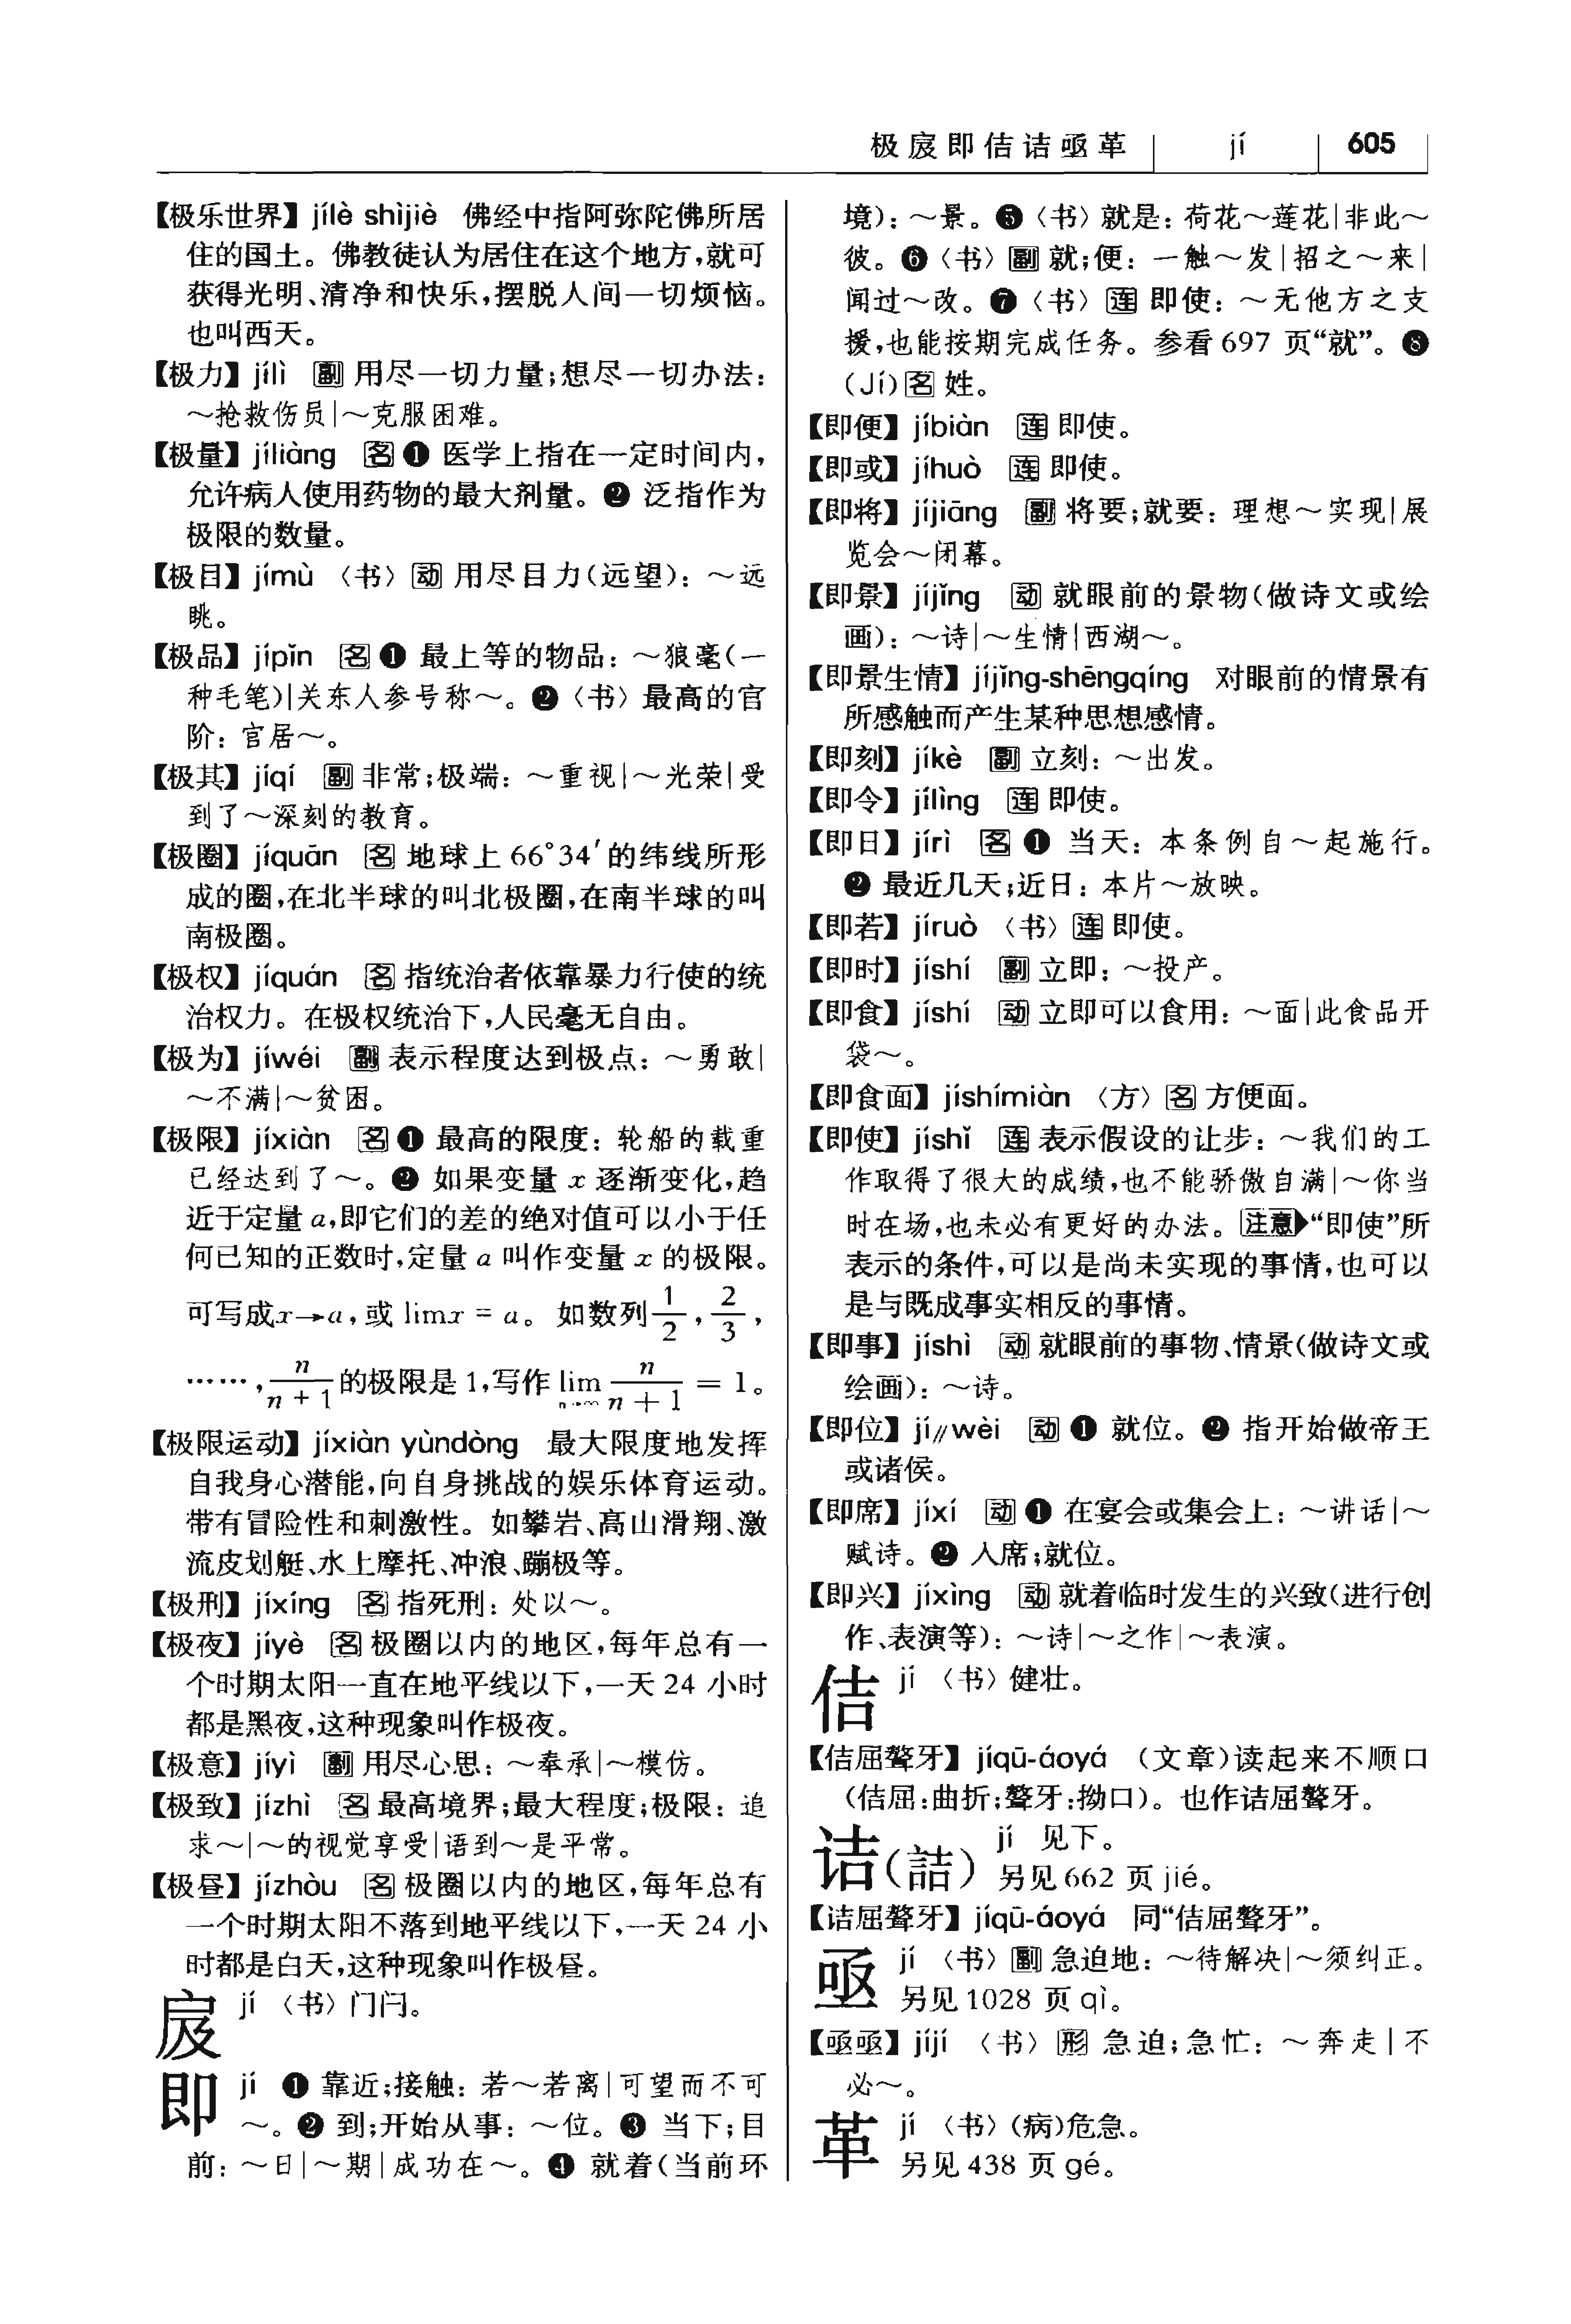 极庋即佶诘亟革 jí 605
【极乐世界】 jílè shìjiè 佛经中指阿弥陀佛所居
住的国土。佛教徒认为居住在这个地方,就可
获得光明、清净和快乐,摆脱人间一切烦恼。
也叫西天。
【极力】 jílì 副 用尽一切力量;想尽一切办法:
～抢救伤员|～克服困难。
【极量】 jíliàng 名 ❶ 医学上指在一定时间内,
允许病人使用药物的最大剂量。❷ 泛指作为
极限的数量。
【极目】 jímù 〈书〉 动 用尽目力(远望): ～远
眺。
【极品】 jípǐn 名 ❶ 最上等的物品: ～狼毫(一
种毛笔)|关东人参号称～。❷〈书〉最高的官
阶: 官居～。
【极其】 jíqí 副 非常;极端: ～重视|～光荣|受
到了～深刻的教育。
【极圈】 jíquān 名 地球上66°34′的纬线所形
成的圈,在北半球的叫北极圈,在南半球的叫
南极圈。
【极权】 jíquán 名 指统治者依靠暴力行使的统
治权力。在极权统治下,人民毫无自由。
【极为】 jíwéi 副 表示程度达到极点: ～勇敢|
～不满|～贫困。
【极限】 jíxiàn 名 ❶ 最高的限度: 轮船的载重
已经达到了～。❷ 如果变量 x 逐渐变化,趋
近于定量 a,即它们的差的绝对值可以小于任
何已知的正数时,定量 a 叫作变量 x 的极限。
可写成x→a,或 limx = a。如数列1/2,2/3,
……,n/(n+1)的极限是1,写作 lim n→∞ n/(n+1) = 1。
【极限运动】 jíxiàn yùndòng 最大限度地发挥
自我身心潜能,向自身挑战的娱乐体育运动。
带有冒险性和刺激性。如攀岩、高山滑翔、激
流皮划艇、水上摩托、冲浪、蹦极等。
【极刑】 jíxíng 名 指死刑: 处以～。
【极夜】 jíyè 名 极圈以内的地区,每年总有一
个时期太阳一直在地平线以下,一天24 小时
都是黑夜,这种现象叫作极夜。
【极意】 jíyì 副 用尽心思: ～奉承|～模仿。
【极致】 jízhì 名 最高境界;最大程度;极限: 追
求～|～的视觉享受|语到～是平常。
【极昼】 jízhòu 名 极圈以内的地区,每年总有
一个时期太阳不落到地平线以下,一天24 小
时都是白天,这种现象叫作极昼。
扅 jí 〈书〉门闩。
即 jí ❶ 靠近;接触: 若～若离|可望而不可
～。❷ 到;开始从事: ～位。❸ 当下;目
前: ～日|～期|成功在～。❹ 就着(当前环
境): ～景。❺〈书〉就是: 荷花～莲花|非此～
彼。❻〈书〉副 就;便: 一触～发|招之～来|
闻过～改。❼〈书〉连 即使: ～无他方之支
援,也能按期完成任务。参看697 页“就”。❽
(Jí) 名 姓。
【即便】 jíbiàn 连 即使。
【即或】 jíhuò 连 即使。
【即将】 jíjiāng 副 将要;就要: 理想～实现|展
览会～闭幕。
【即景】 jíjǐng 动 就眼前的景物(做诗文或绘
画): ～诗|～生情|西湖～。
【即景生情】 jíjǐng-shēngqíng 对眼前的情景有
所感触而产生某种思想感情。
【即刻】 jíkè 副 立刻: ～出发。
【即令】 jílìng 连 即使。
【即日】 jírì 名 ❶ 当天: 本条例自～起施行。
❷ 最近几天;近日: 本片～放映。
【即若】 jíruò 〈书〉连 即使。
【即时】 jíshí 副 立即: ～投产。
【即食】 jíshí 动 立即可以食用: ～面|此食品开
袋～。
【即食面】 jíshímiàn 〈方〉名 方便面。
【即使】 jíshǐ 连 表示假设的让步: ～我们的工
作取得了很大的成绩,也不能骄傲自满|～你当
时在场,也未必有更好的办法。注意“即使”所
表示的条件,可以是尚未实现的事情,也可以
是与既成事实相反的事情。
【即事】 jíshì 动 就眼前的事物、情景(做诗文或
绘画): ～诗。
【即位】 jí//wèi 动 ❶ 就位。❷ 指开始做帝王
或诸侯。
【即席】 jíxí 动 ❶ 在宴会或集会上: ～讲话|～
赋诗。❷ 入席;就位。
【即兴】 jíxìng 动 就着临时发生的兴致(进行创
作、表演等): ～诗|～之作|～表演。
佶 jí 〈书〉健壮。
【佶屈聱牙】 jíqū-áoyá (文章)读起来不顺口
(佶屈:曲折;聱牙:拗口)。也作诘屈聱牙。
诘(詰) jí 见下。
另见662 页 jié。
【诘屈聱牙】 jíqū-áoyá 同“佶屈聱牙”。
亟 jí 〈书〉副 急迫地: ～待解决|～须纠正。
另见1028 页 qì。
【亟亟】 jíjí 〈书〉形 急迫;急忙: ～奔走|不
必～。
革 jí 〈书〉(病)危急。
另见438 页 gé。